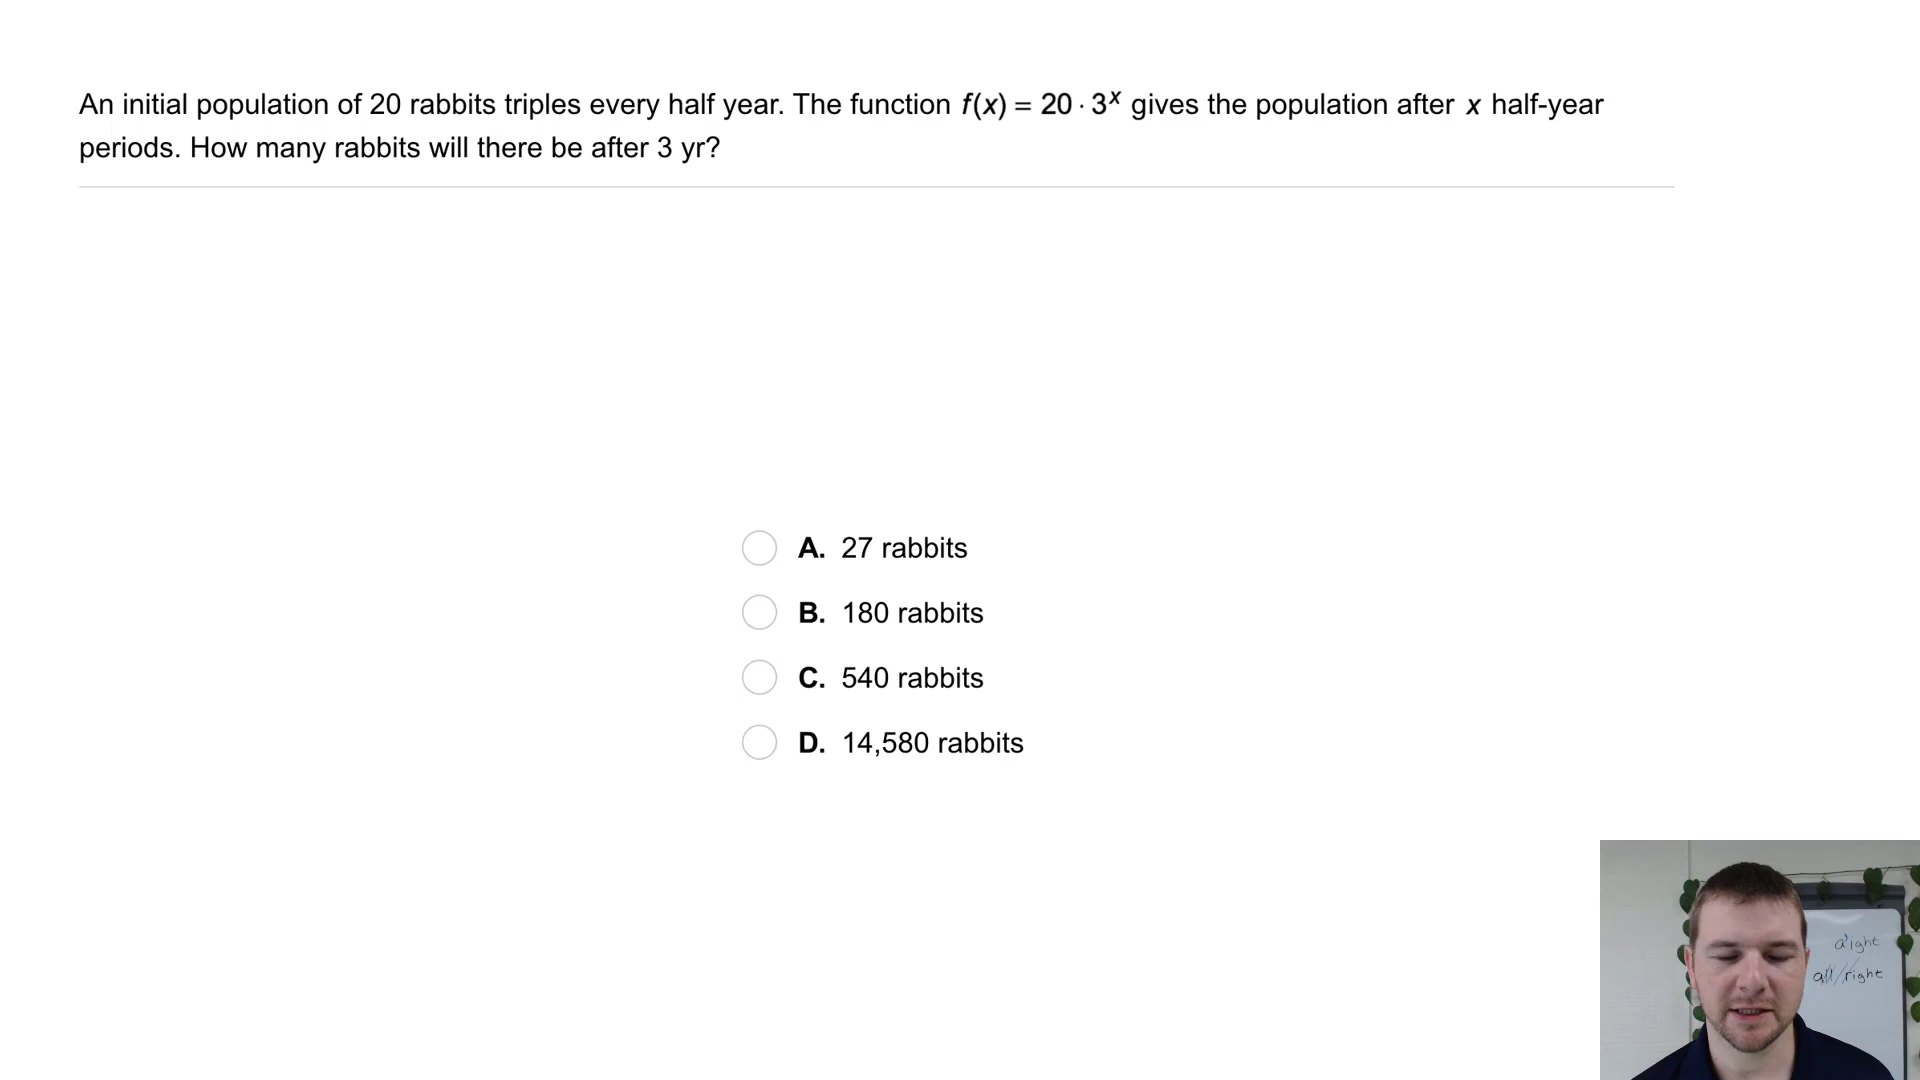 An initial population of 20 rabbits triples every half year. The function f(x) = 20 · 3ˣ gives the population after x half-year
periods. How many rabbits will there be after 3 yr?
A. 27 rabbits
B. 180 rabbits
C. 540 rabbits
D. 14,580 rabbits
a'ight
all/right